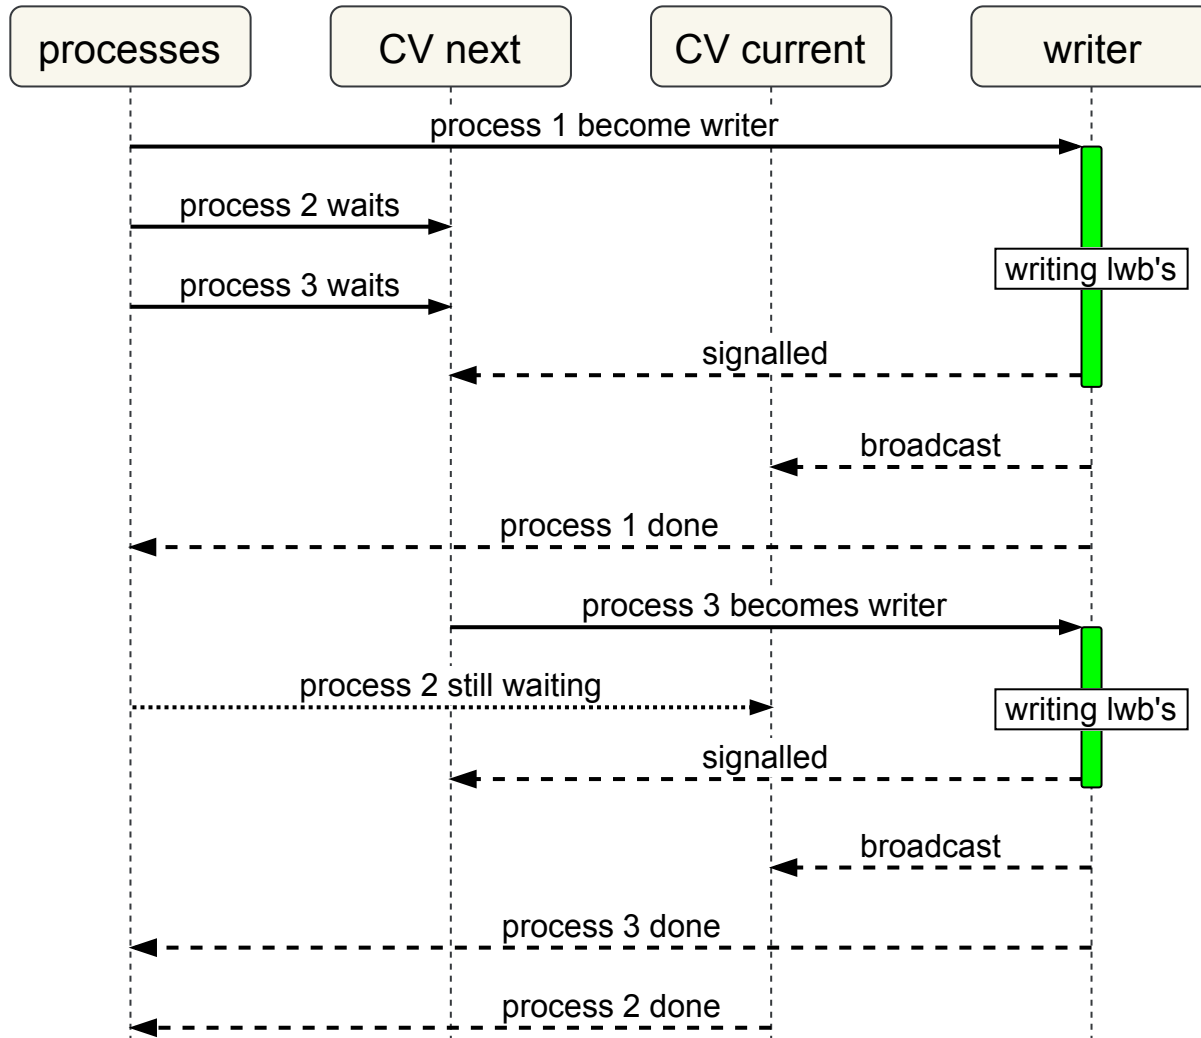 processes
CV next
CV current
writer
process 1 become writer
process 2 waits
writing lwb's
process 3 waits
signalled
broadcast
process 1 done
process 3 becomes writer
process 2 still waiting
writing lwb's
signalled
broadcast
process 3 done
process 2 done